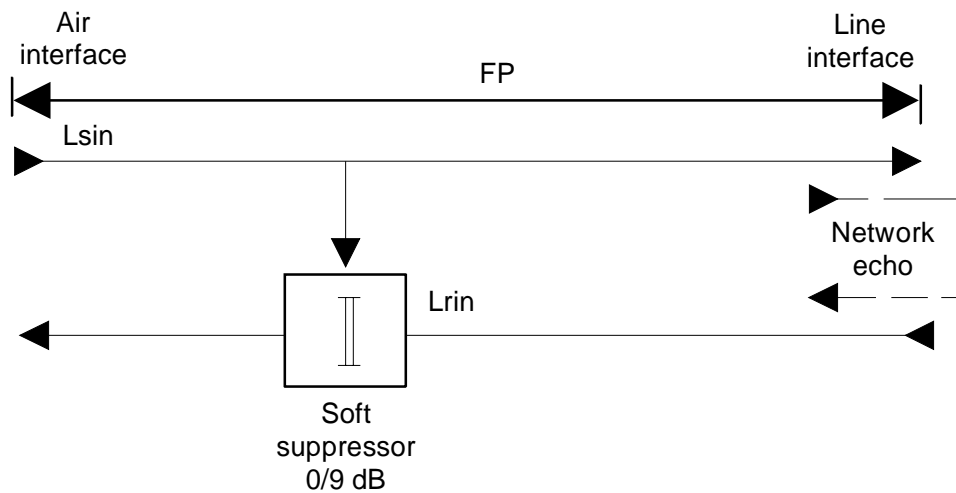 Air
interface
Line
interface
FP
Lsin
Network
echo
Lrin
Soft
suppressor
0/9 dB